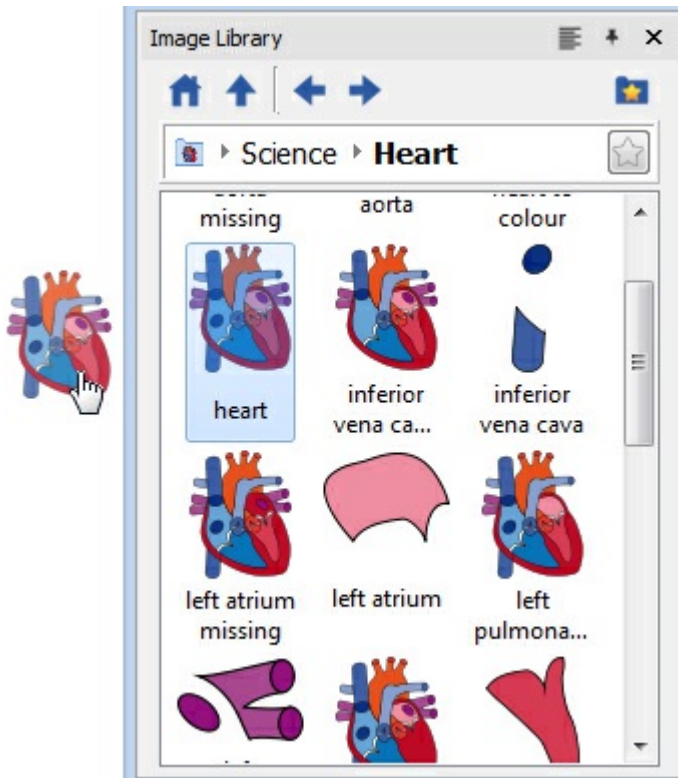 Image Library
Science Heart
missing
aorta
colour
heart
inferior
vena ca...
inferior
vena cava
left atrium
missing
left atrium
left
pulmona...